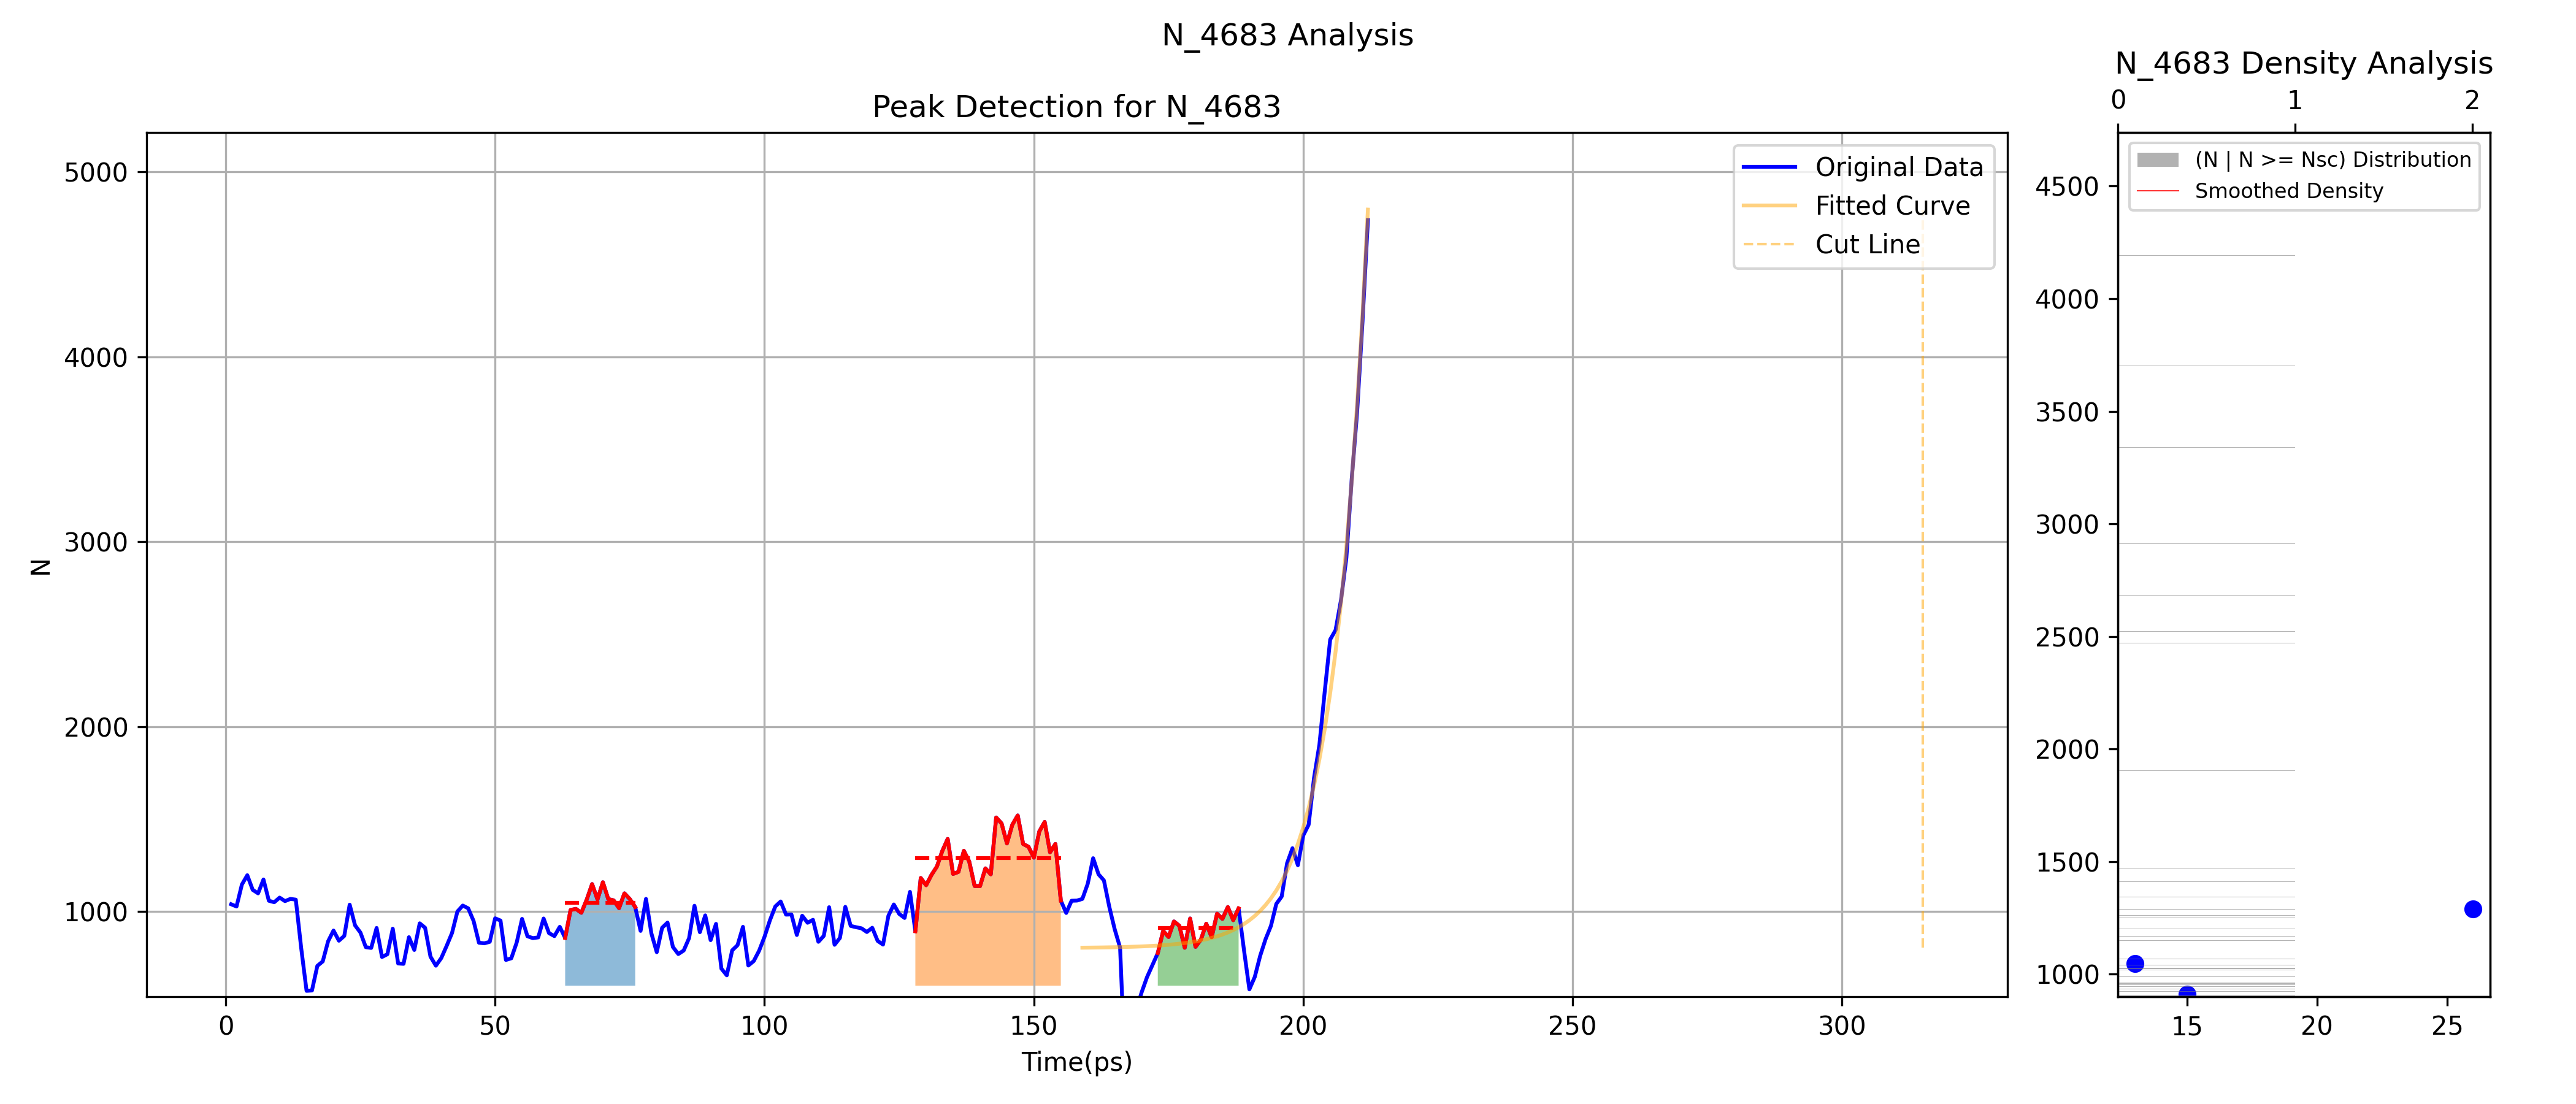 N_4683 Analysis
Peak Detection for N_4683
N
5000
4000
3000
2000
1000
0
50
100
150
200
250
300
Time(ps)
Original Data
Fitted Curve
Cut Line
N_4683 Density Analysis
0
1
2
(N | N >= Nsc) Distribution
Smoothed Density
4500
4000
3500
3000
2500
2000
1500
1000
15
20
25